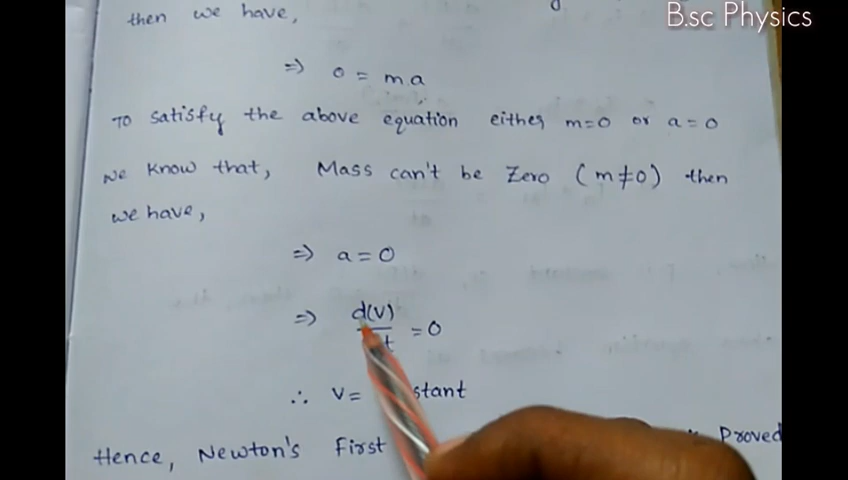 B.sc Physics
then we have,
⇒ 0 = ma
To satisfy the above equation either m=0 or a=0
We know that, Mass can't be Zero (m≠0) then
we have,
⇒ a=0
⇒ d(v)
t =0
∴ v= stant
Hence, Newton's First Proved